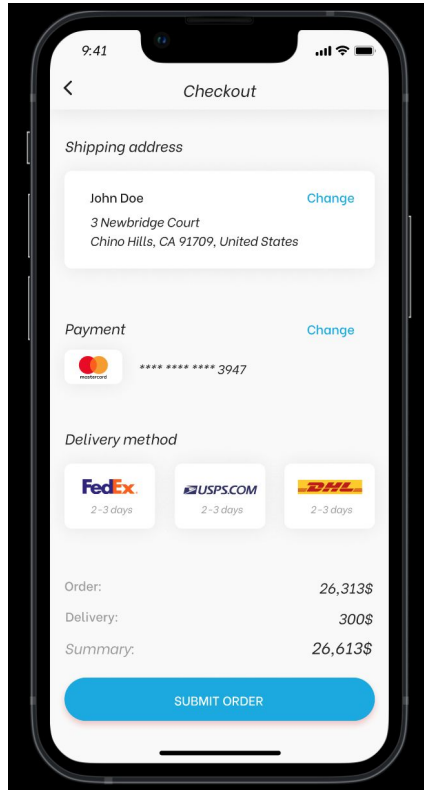 9:41
Checkout
Shipping address
John Doe Change
3 Newbridge Court
Chino Hills, CA 91709, United States
Payment Change
mastercard **** **** **** 3947
Delivery method
FedEx. USPS.COM DHL
2-3 days 2-3 days 2-3 days
Order: 26,313$
Delivery: 300$
Summary: 26,613$
SUBMIT ORDER